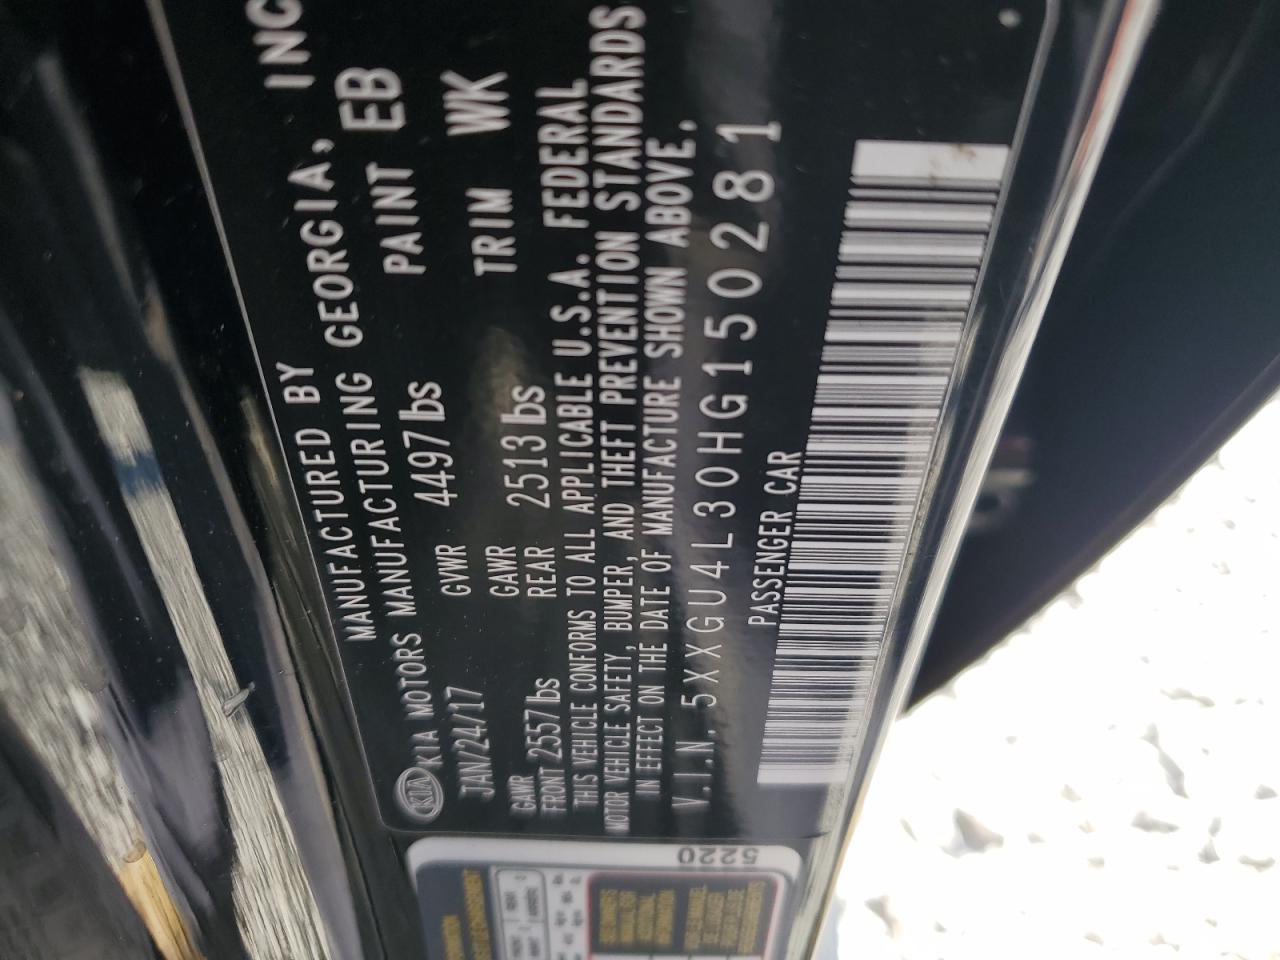 MANUFACTURED BY
KIA MOTORS MANUFACTURING GEORGIA, INC
JAN/24/17 GVWR 4497lbs PAINT EB
GAWR FRONT 2557lbs GAWR REAR 2513lbs TRIM WK
THIS VEHICLE CONFORMS TO ALL APPLICABLE U.S.A. FEDERAL
MOTOR VEHICLE SAFETY, BUMPER, AND THEFT PREVENTION STANDARDS
IN EFFECT ON THE DATE OF MANUFACTURE SHOWN ABOVE.
V.I.N. 5XXGU4L30HG150281
PASSENGER CAR
5220